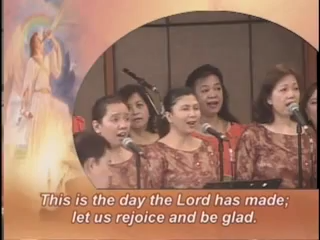 This is the day the Lord has made;
let us rejoice and be glad.